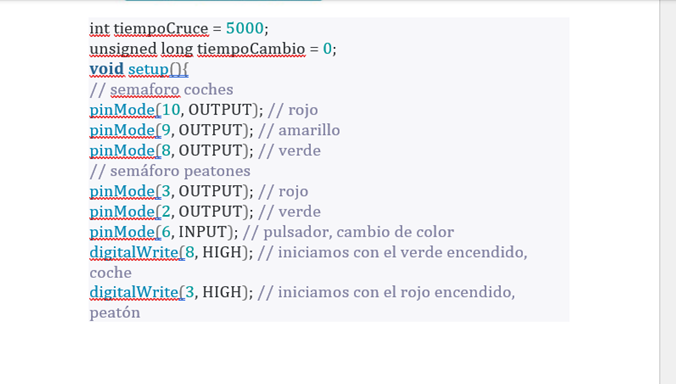 int tiempoCruce = 5000;
unsigned long tiempoCambio = 0;
void setup(){
// semaforo coches
pinMode(10, OUTPUT); // rojo
pinMode(9, OUTPUT); // amarillo
pinMode(8, OUTPUT); // verde
// semáforo peatones
pinMode(3, OUTPUT); // rojo
pinMode(2, OUTPUT); // verde
pinMode(6, INPUT); // pulsador, cambio de color
digitalWrite(8, HIGH); // iniciamos con el verde encendido,
coche
digitalWrite(3, HIGH); // iniciamos con el rojo encendido,
peatón